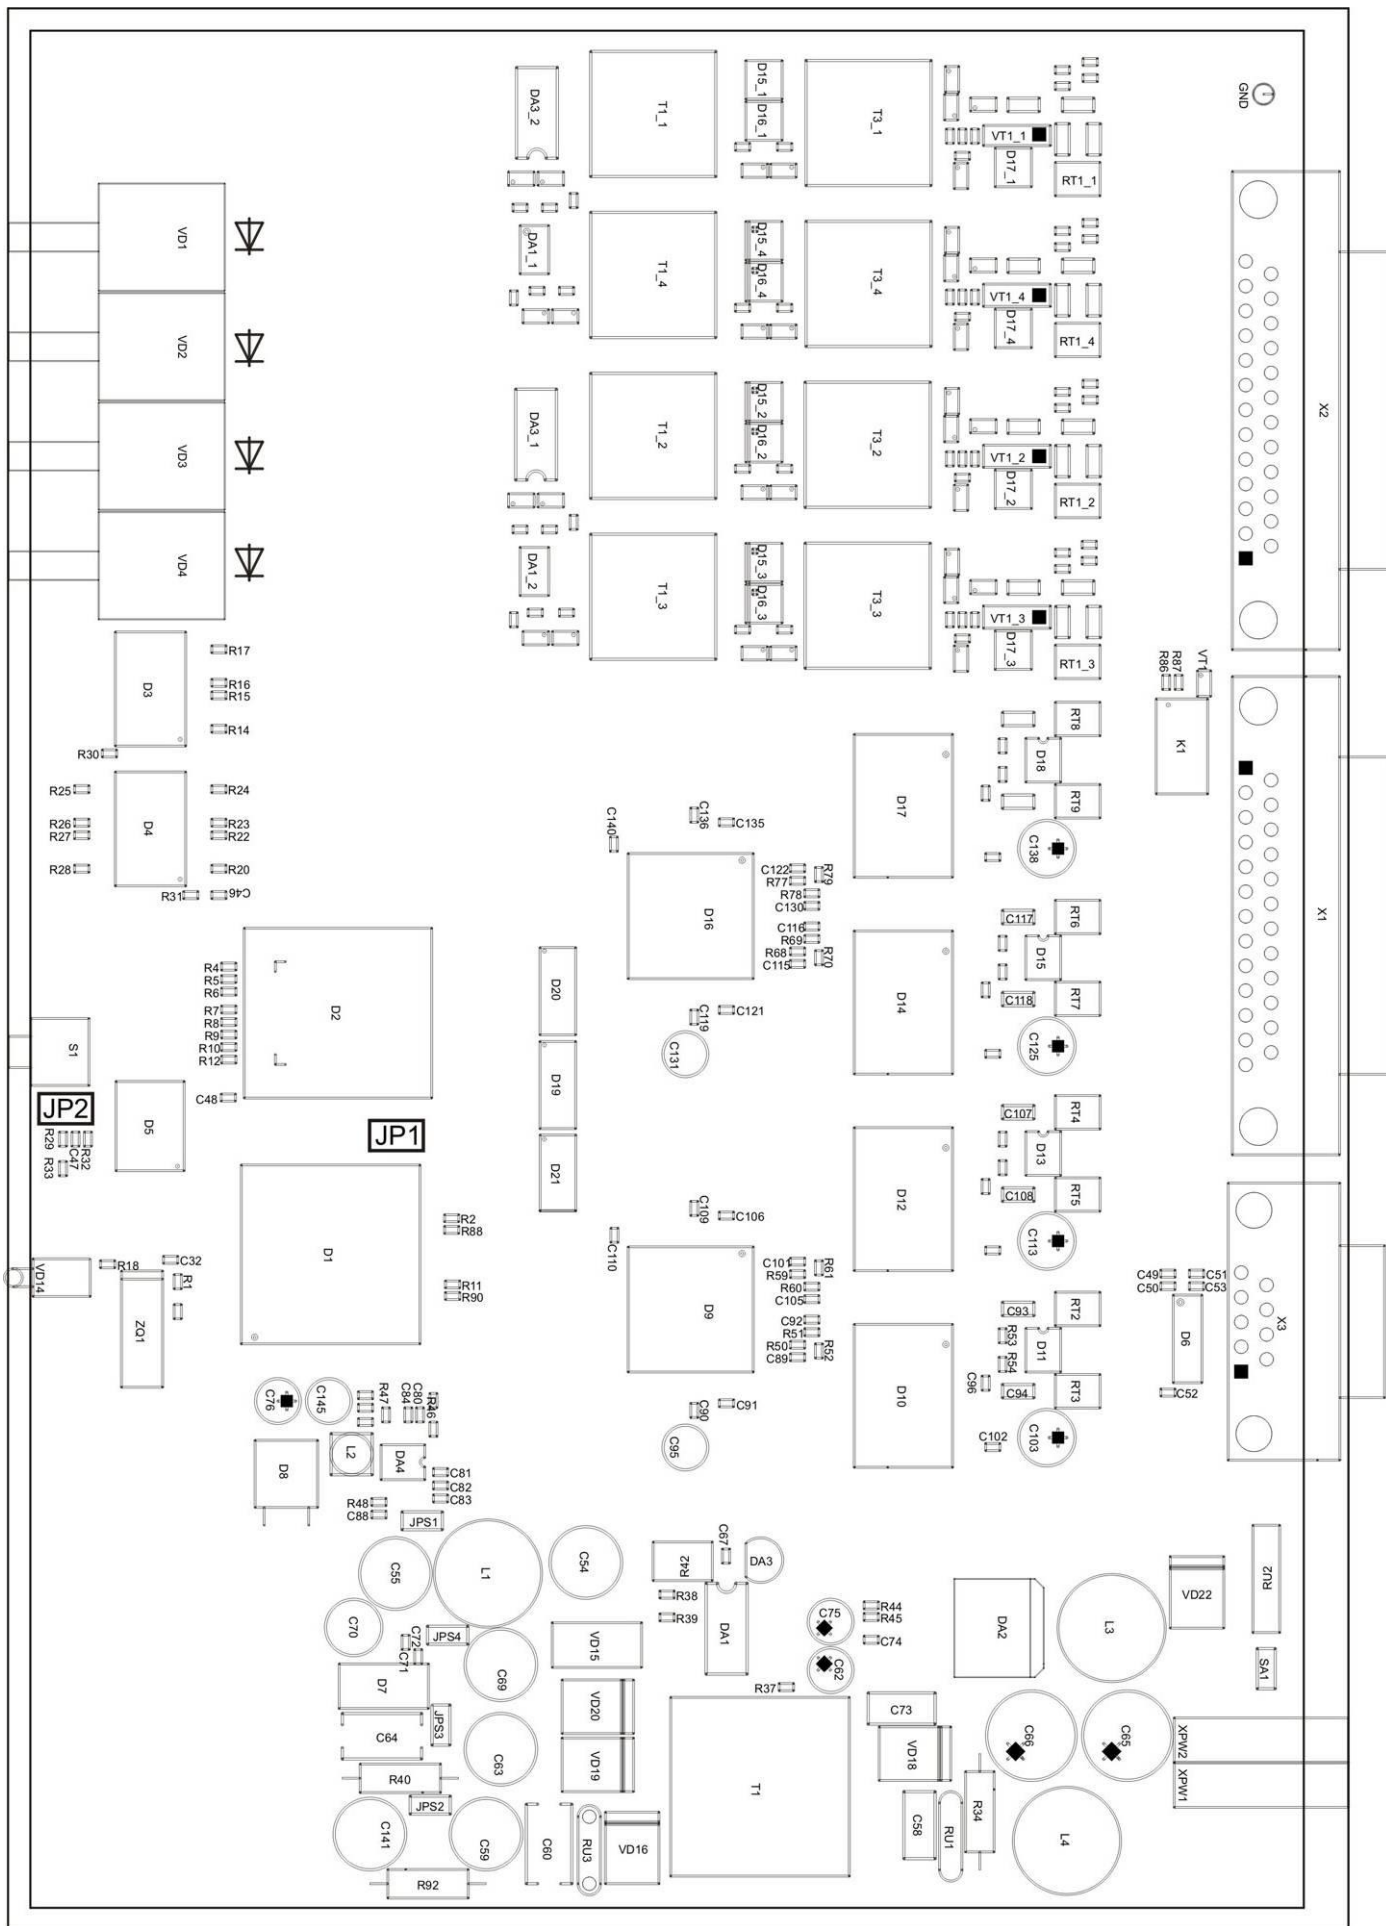 GND
DA3_2
T1_1
D15_1
D16_1
T3_1
VT1_1
D17_1
RT1_1
VD1
DA1_1
T1_4
D15_4
D16_4
T3_4
VT1_4
D17_4
RT1_4
VD2
X2
VD3
DA3_1
T1_2
D15_2
D16_2
T3_2
VT1_2
D17_2
RT1_2
VD4
DA1_2
T1_3
D15_3
D16_3
T3_3
VT1_3
D17_3
RT1_3
R17
R16
R15
R14
D3
R30
R86
R87
VT1
K1
RT8
D18
RT9
D17
C138
R25
R26
R27
R28
D4
R24
R23
R22
R20
R31
C46
C140
C136
C135
D16
C122
R77
R79
R78
C130
C116
R69
R68
C115
R70
X1
C117
RT6
D15
C118
RT7
D14
C125
R4
R5
R6
R7
R8
R9
R10
R12
D2
D20
C119
C121
C131
S1
JP2
C48
D5
JP1
D19
D21
R29
C47
R32
R33
C107
RT4
D13
C108
RT5
D12
C113
R2
R88
D1
R11
R90
C109
C106
C110
D9
C101
R59
R61
R60
C105
C92
R51
R50
C89
R52
VD14
R18
C32
R1
ZQ1
C49
C50
C51
C53
X3
D6
C52
C93
RT2
R53
D11
R54
C94
RT3
C96
D10
C102
C103
C76
C145
R47
C84
C80
R46
C90
C91
C95
D8
L2
DA4
C81
C82
C83
R48
C88
JPS1
C55
L1
C54
R42
C67
DA3
R38
R39
DA1
C75
R44
R45
C74
C62
DA2
L3
VD22
RU2
SA1
C70
C72
C71
JPS4
VD15
C69
D7
R37
C73
VD20
JPS3
C64
C63
VD19
T1
VD18
C66
C65
XPW2
XPW1
R40
JPS2
C141
C59
C60
RU3
VD16
C58
RU1
R34
L4
R92